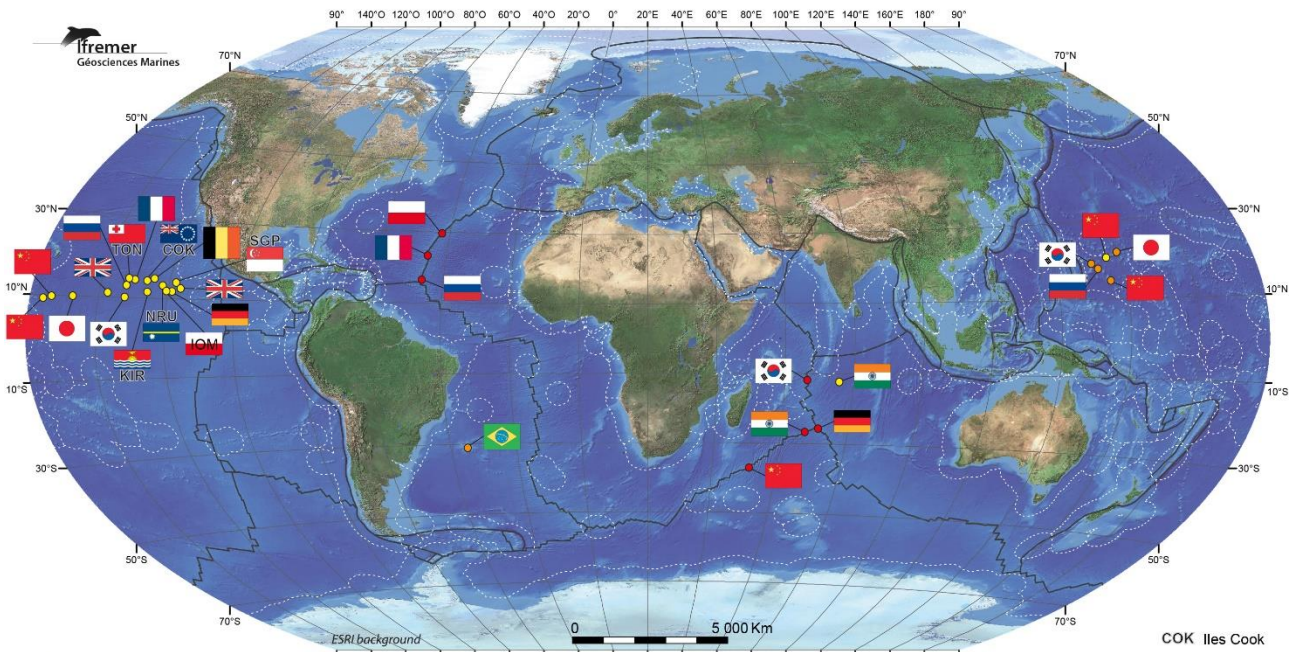 90° 120°O 140°O 100°O 80°O 60°O 40°O 20°O 0° 20°E 40°E 60°E 80°E 100°E 120°E 140°E 160°E 90°
Ifremer
Géosciences Marines
70°N 70°N
50°N 50°N
30°N 30°N
TON COK SGP
10°N 10°N
NRU IOM
KIR
10°S 10°S
30°S 30°S
50°S 50°S
70°S 70°S
ESRI background
0 5 000 Km
COK Iles Cook